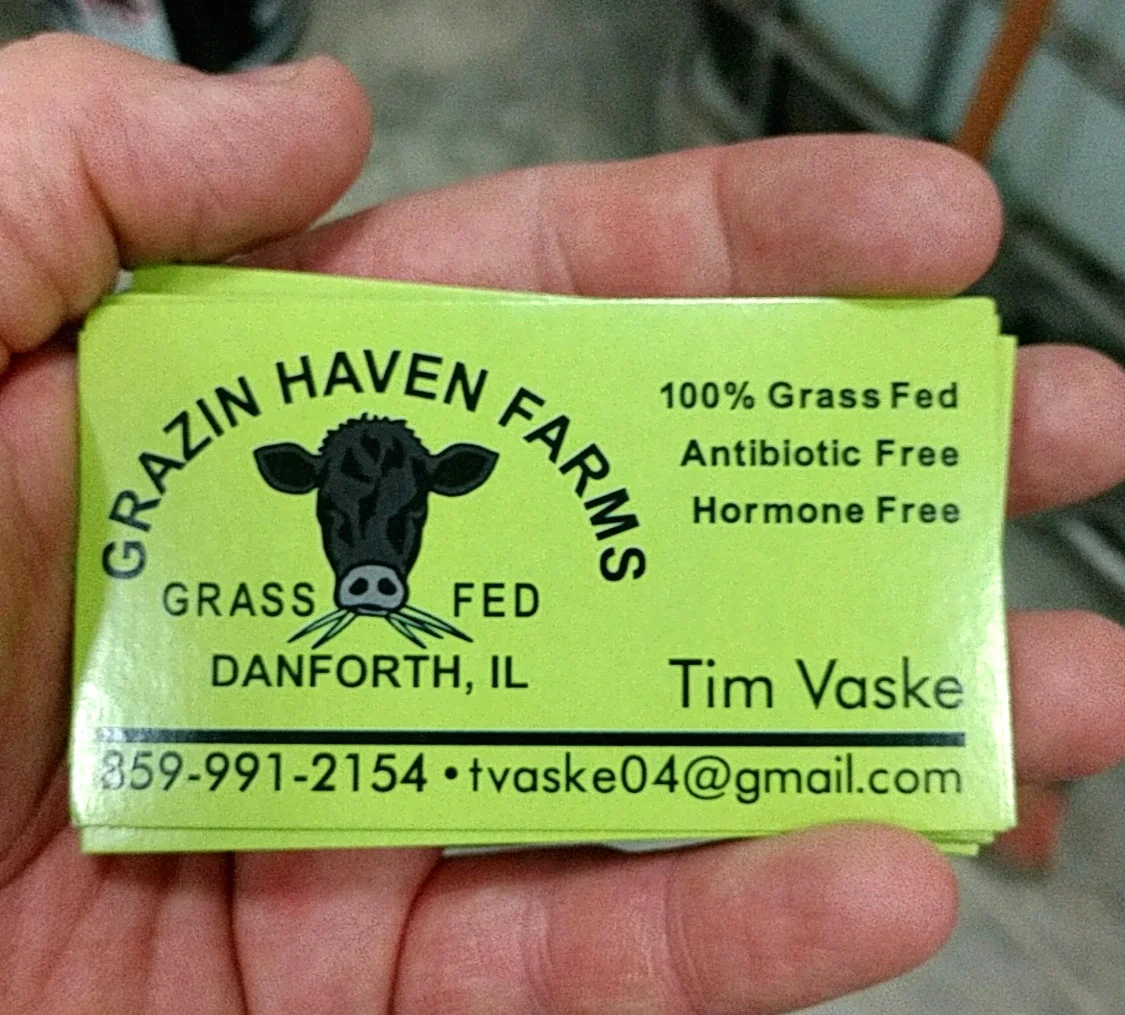 GRAZIN HAVEN FARMS
GRASS FED
DANFORTH, IL
100% Grass Fed
Antibiotic Free
Hormone Free
Tim Vaske
859-991-2154 • tvaske04@gmail.com